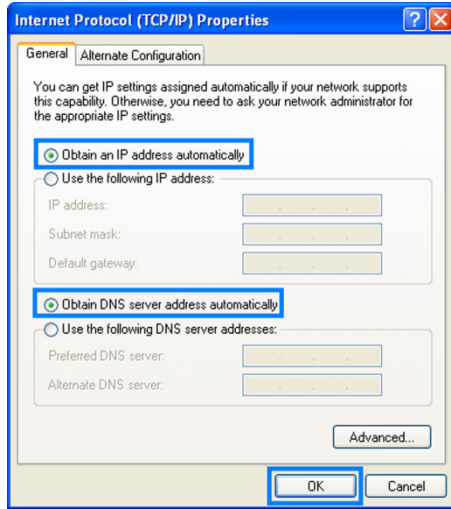 Internet Protocol (TCP/IP) Properties
General
Alternate Configuration
You can get IP settings assigned automatically if your network supports
this capability. Otherwise, you need to ask your network administrator for
the appropriate IP settings.
Obtain an IP address automatically
Use the following IP address:
IP address:
Subnet mask:
Default gateway:
Obtain DNS server address automatically
Use the following DNS server addresses:
Preferred DNS server:
Alternate DNS server:
Advanced...
OK
Cancel